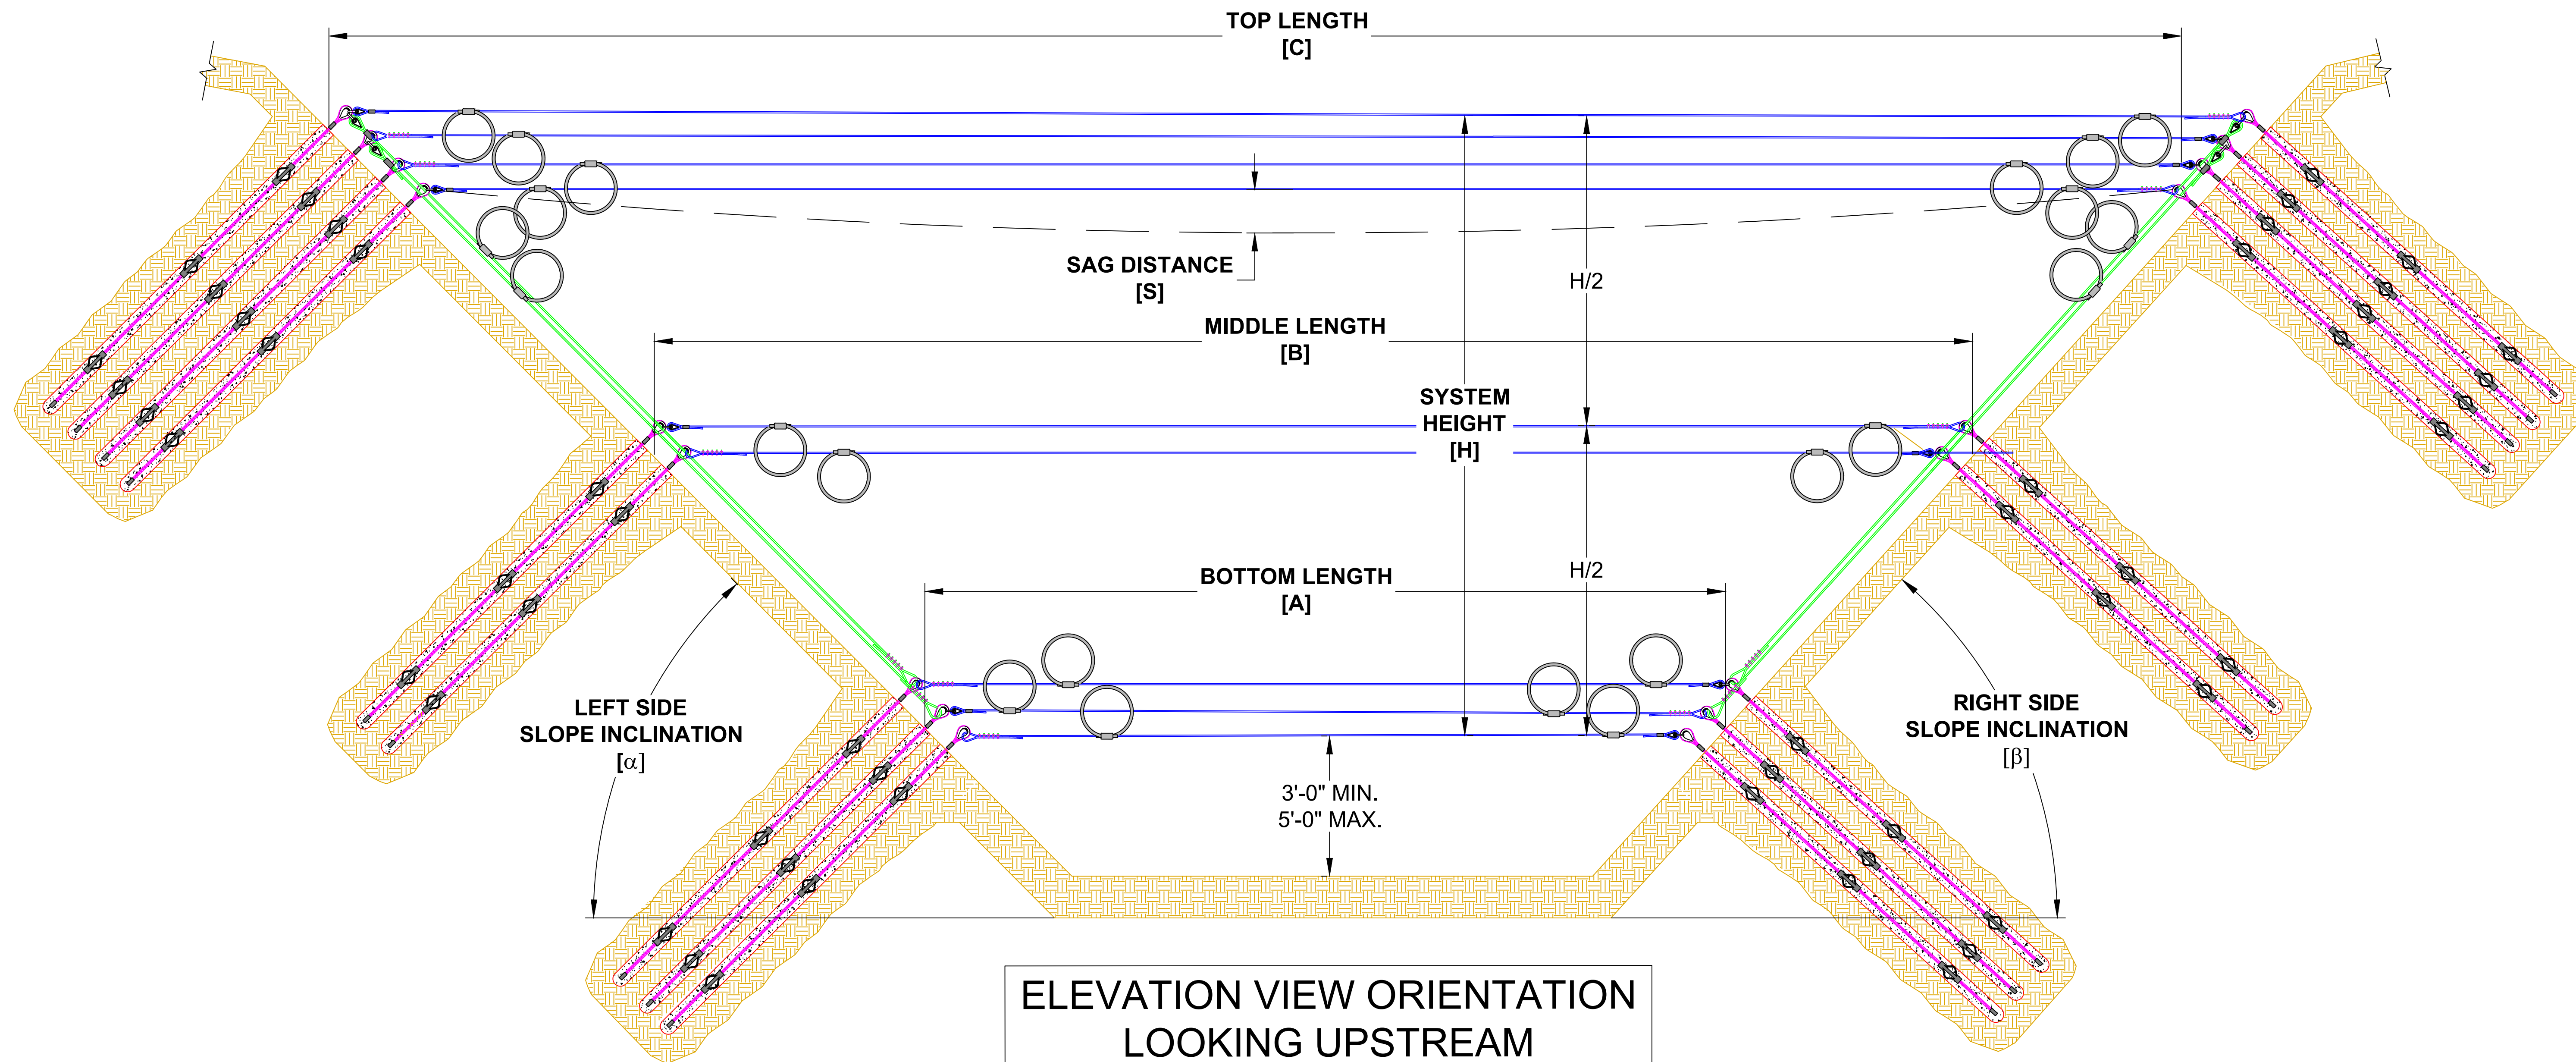 TOP LENGTH
[C]
SAG DISTANCE
[S]
H/2
MIDDLE LENGTH
[B]
SYSTEM
HEIGHT
[H]
BOTTOM LENGTH
[A]
H/2
LEFT SIDE
SLOPE INCLINATION
[α]
RIGHT SIDE
SLOPE INCLINATION
[β]
3'-0" MIN.
5'-0" MAX.
ELEVATION VIEW ORIENTATION
LOOKING UPSTREAM